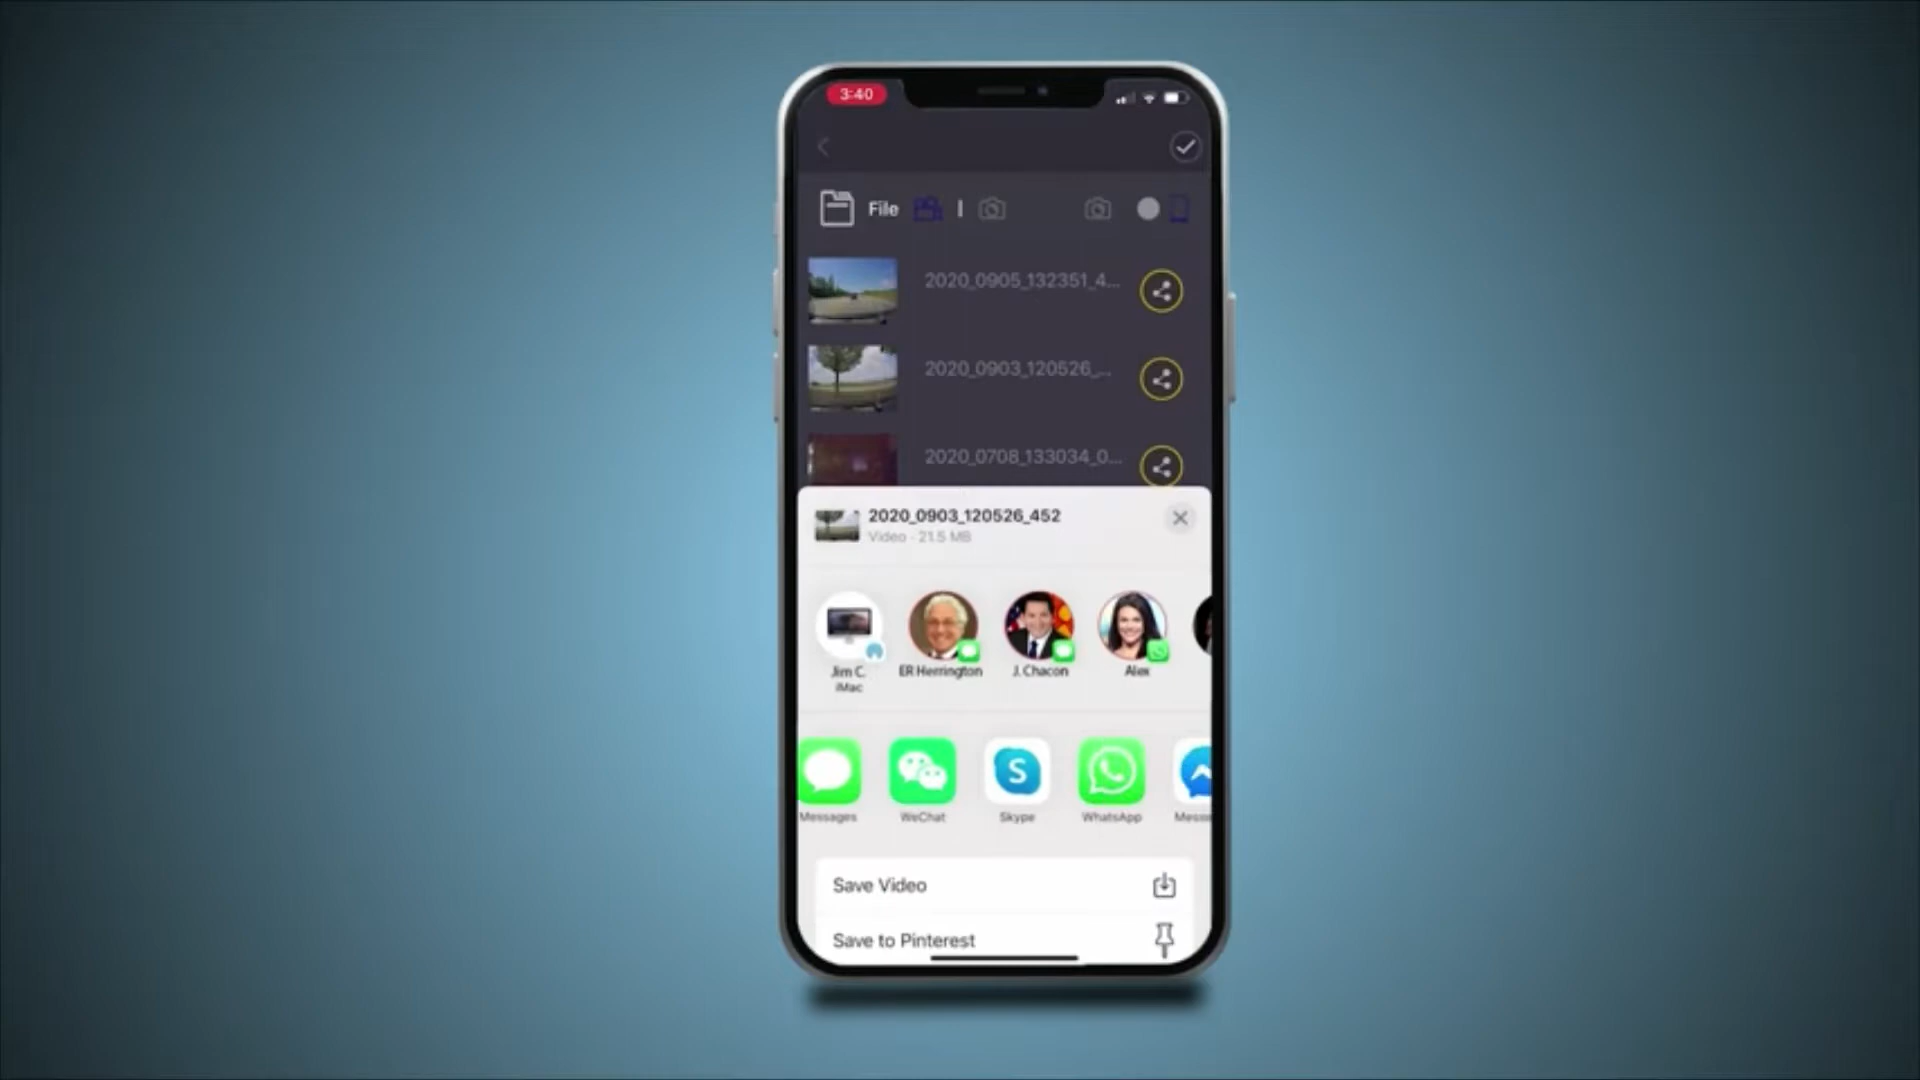 3:40
File
2020_0905_132351_4...
2020_0903_120526_...
2020_0708_133034_0...
2020_0903_120526_452
Video - 21.5 MB
Jim C.
iMac
ER Herrington
J. Chacon
Alex
Messages
WeChat
Skype
WhatsApp
Messe
Save Video
Save to Pinterest